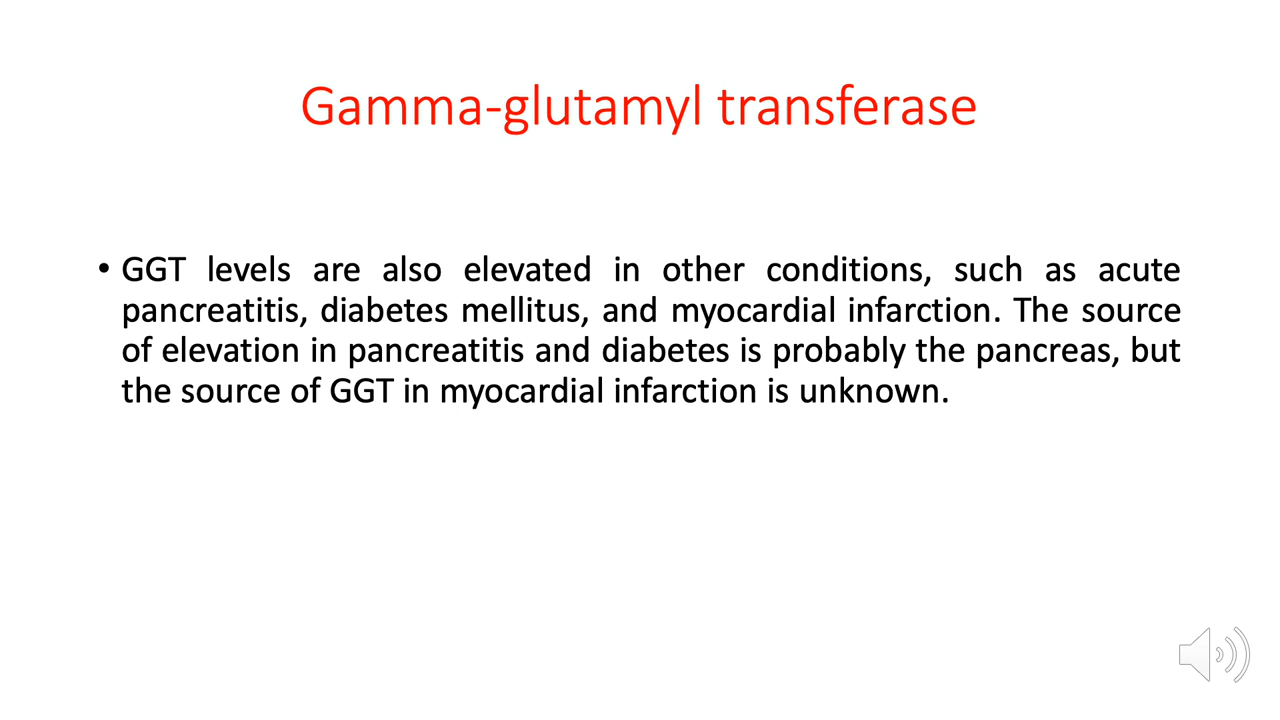 Gamma-glutamyl transferase
• GGT levels are also elevated in other conditions, such as acute
pancreatitis, diabetes mellitus, and myocardial infarction. The source
of elevation in pancreatitis and diabetes is probably the pancreas, but
the source of GGT in myocardial infarction is unknown.